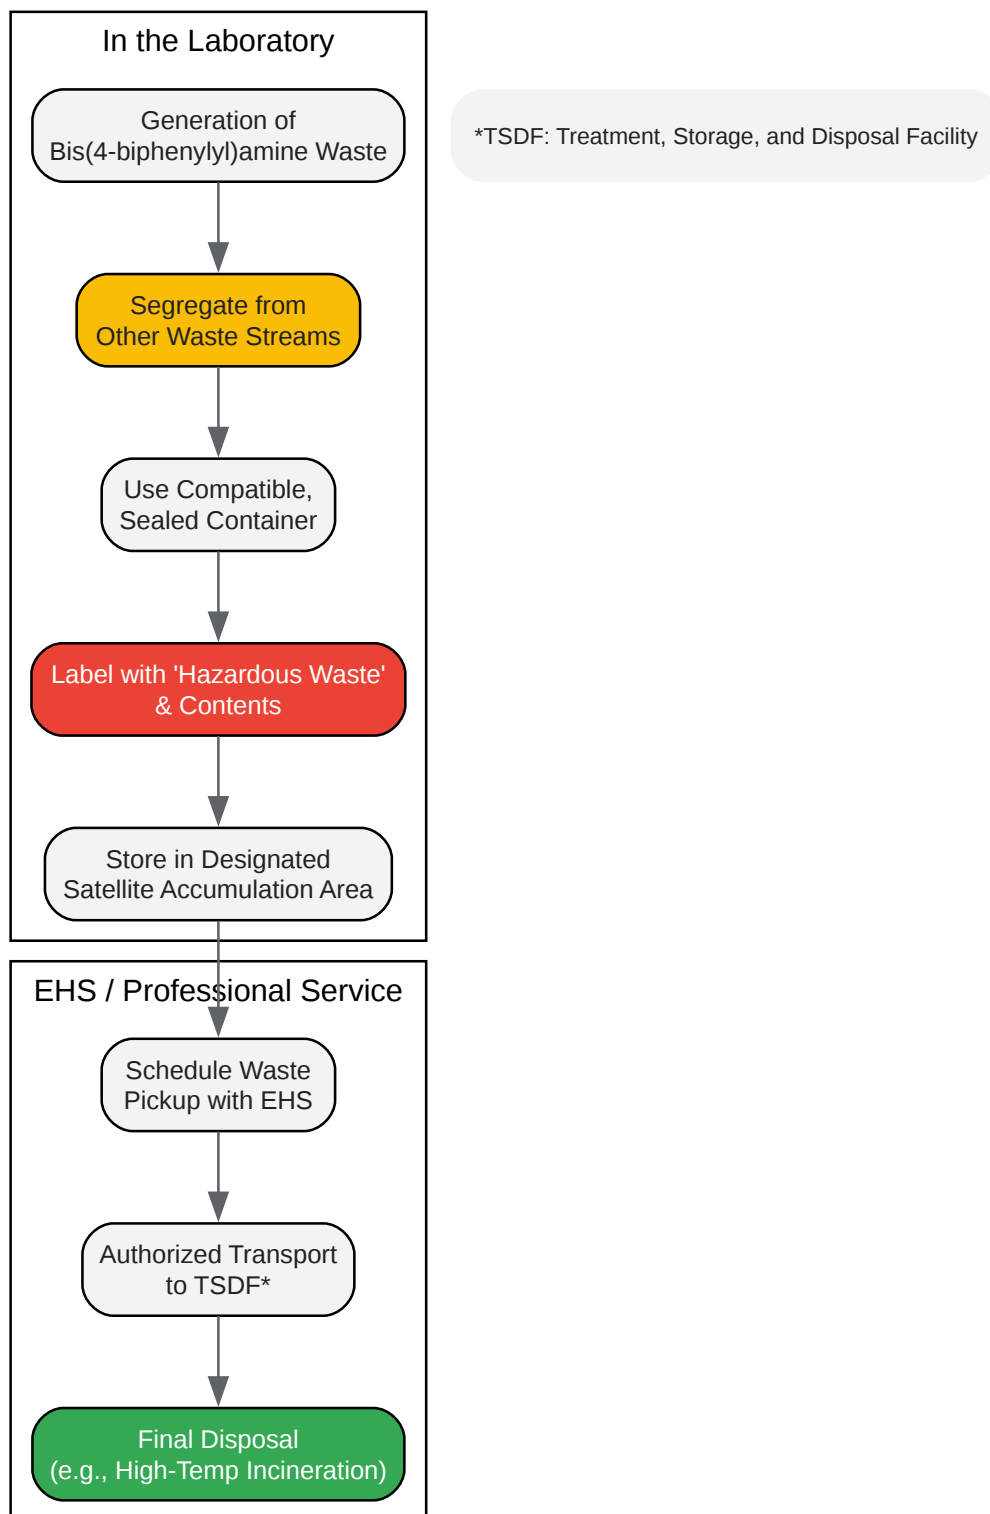 In the Laboratory
Generation of
Bis(4-biphenylyl)amine Waste
*TSDF: Treatment, Storage, and Disposal Facility
Segregate from
Other Waste Streams
Use Compatible,
Sealed Container
Label with 'Hazardous Waste'
& Contents
Store in Designated
Satellite Accumulation Area
EHS / Professional Service
Schedule Waste
Pickup with EHS
Authorized Transport
to TSDF*
Final Disposal
(e.g., High-Temp Incineration)